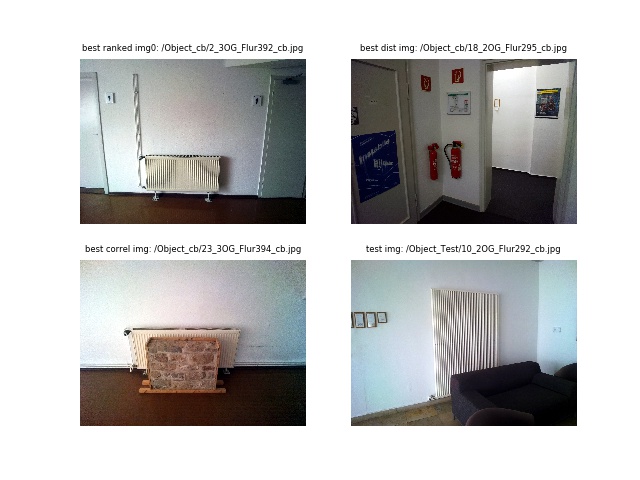 best ranked img0: /Object_cb/2_3OG_Flur392_cb.jpg
best dist img: /Object_cb/18_2OG_Flur295_cb.jpg
best correl img: /Object_cb/23_3OG_Flur394_cb.jpg
test img: /Object_Test/10_2OG_Flur292_cb.jpg